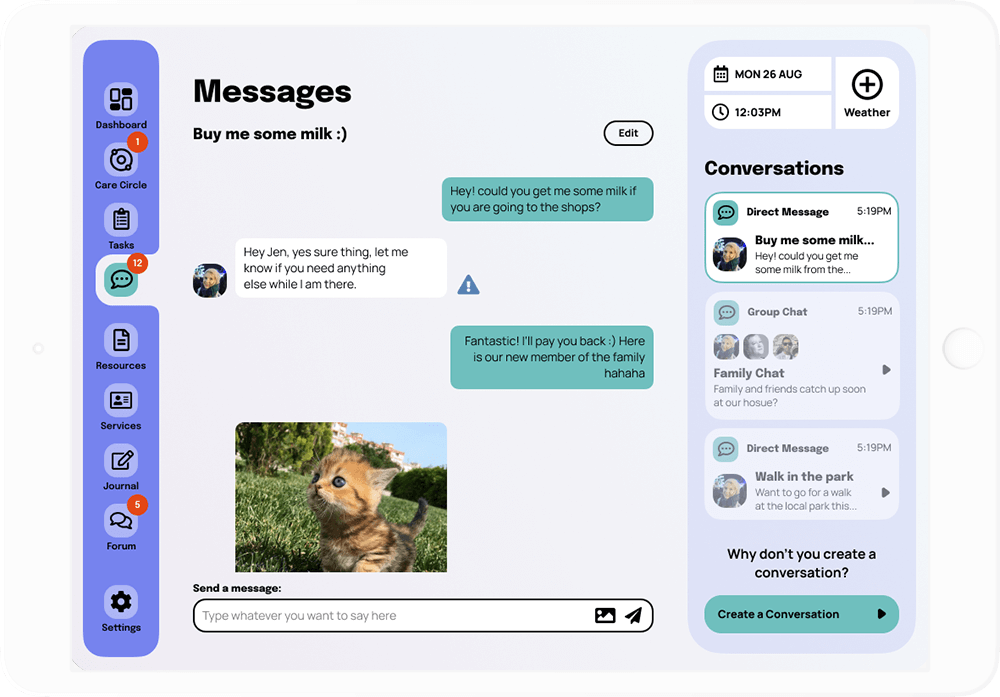 Dashboard
1
Care Circle
Tasks
12
Resources
Services
Journal
5
Forum
Settings
Messages
Buy me some milk :)
Edit
Hey! could you get me some milk if
you are going to the shops?
Hey Jen, yes sure thing, let me
know if you need anything
else while I am there.
Fantastic! I'll pay you back :) Here
is our new member of the family
hahaha
Send a message:
Type whatever you want to say here
MON 26 AUG
12:03PM
Weather
Conversations
Direct Message 5:19PM
Buy me some milk...
Hey! could you get me
some milk from the...
Group Chat 5:19PM
Family Chat
Family and friends catch up soon
at our hosue?
Direct Message 5:19PM
Walk in the park
Want to go for a walk
at the local park this...
Why don't you create a
conversation?
Create a Conversation